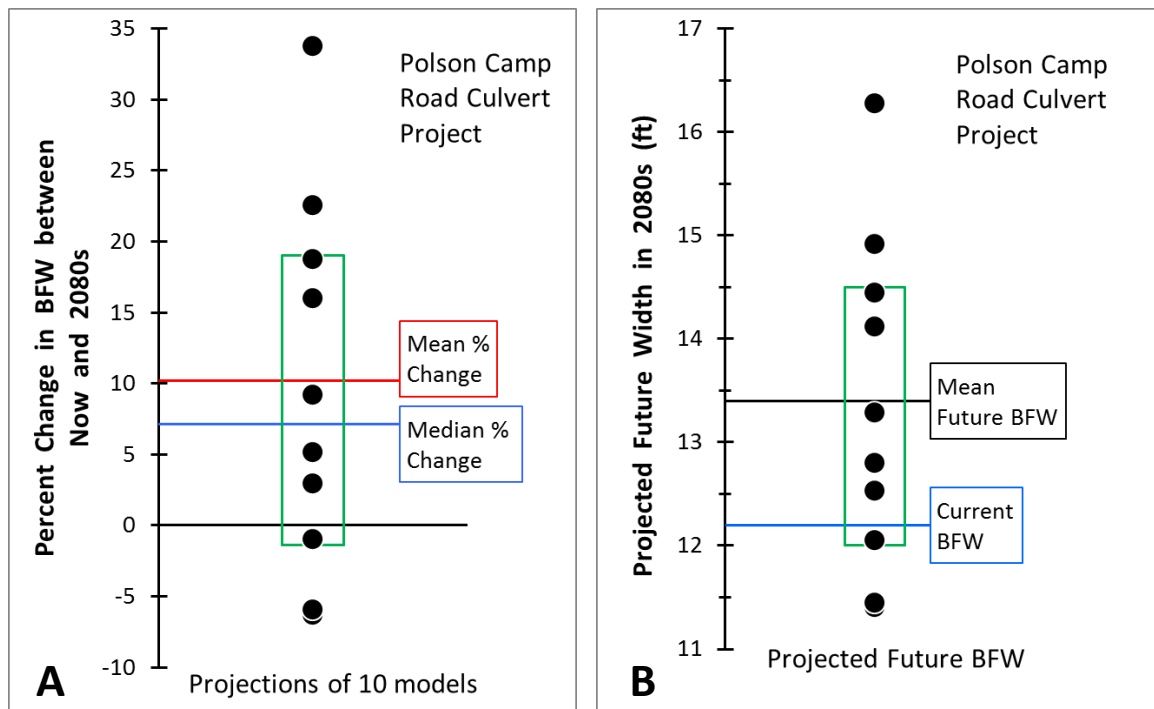 Percent Change in BFW between
Now and 2080s
35
30
25
20
15
10
5
0
-5
-10
Polson Camp
Road Culvert
Project
Mean %
Change
Median %
Change
A
Projections of 10 models
Projected Future Width in 2080s (ft)
17
16
15
14
13
12
11
Polson Camp
Road Culvert
Project
Mean
Future BFW
Current
BFW
B
Projected Future BFW